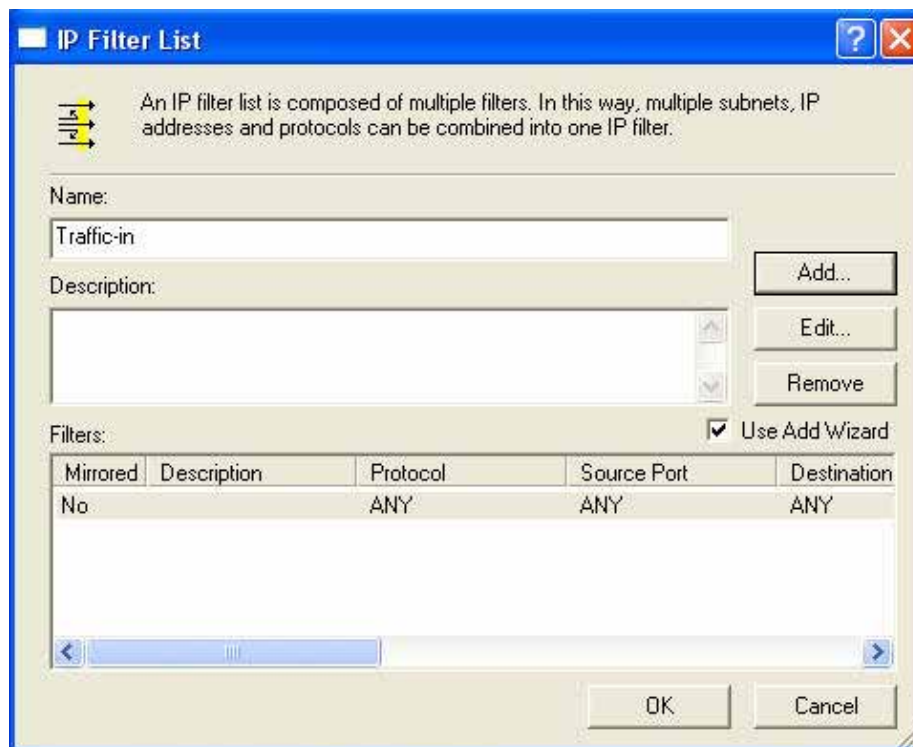 IP Filter List
An IP filter list is composed of multiple filters. In this way, multiple subnets, IP
addresses and protocols can be combined into one IP filter.
Name:
Traffic-in
Add...
Description:
Edit...
Remove
Filters:
Use Add Wizard
Mirrored Description Protocol Source Port Destination
No ANY ANY ANY
OK Cancel